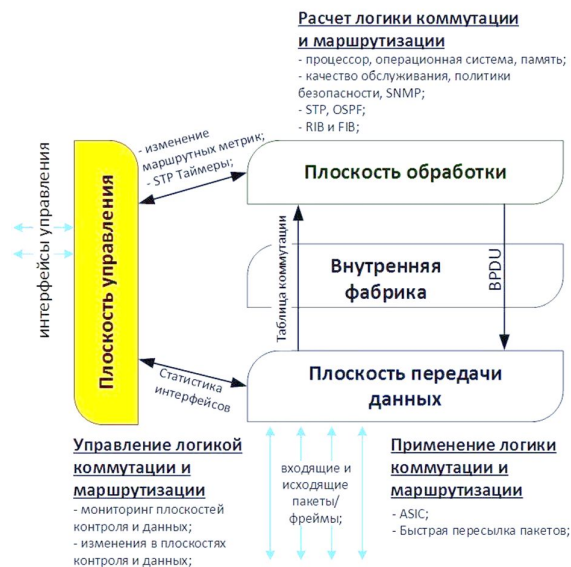 Расчет логики коммутации
и маршрутизации
- процессор, операционная система, память;
- качество обслуживания, политики
безопасности, SNMP;
- STP, OSPF;
- RIB и FIB;
- изменение
маршрутных метрик;
- STP Таймеры;
Плоскость обработки
интерфейсы управления
Плоскость управления
Таблица коммутации
Внутренняя
фабрика
BPDU
Статистика
интерфейсов
Плоскость передачи
данных
Управление логикой
коммутации и
маршрутизации
- мониторинг плоскостей
контроля и данных;
- изменения в плоскостях
контроля и данных;
входящие и
исходящие
пакеты/
фреймы;
Применение логики
коммутации и
маршрутизации
- ASIC;
- Быстрая пересылка пакетов;